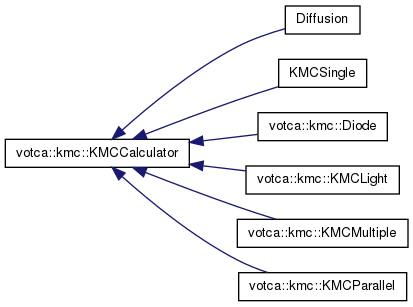 Diffusion
KMCSingle
votca::kmc::Diode
votca::kmc::KMCCalculator
votca::kmc::KMCLight
votca::kmc::KMCMultiple
votca::kmc::KMCParallel